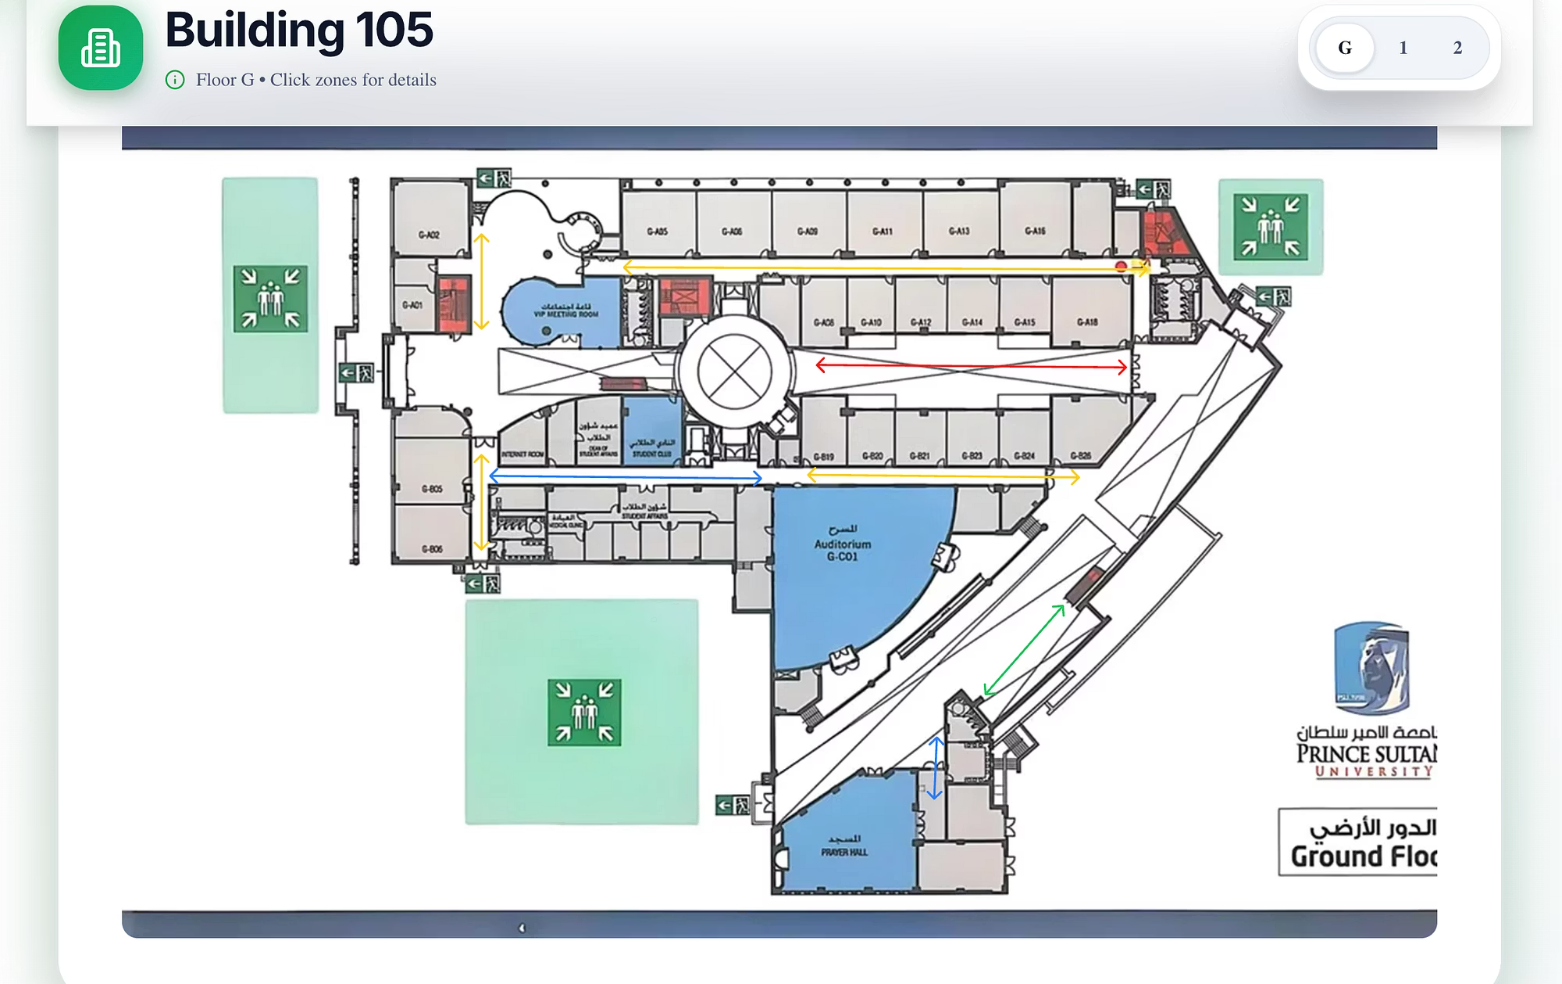 Building 105
Floor G • Click zones for details
G
1
2
G-A02
G-A05
G-A06
G-A09
G-A11
G-A13
G-A16
G-A01
قاعة اجتماعات
VIP MEETING ROOM
G-A08
G-A10
G-A12
G-A14
G-A15
G-A18
INTERNET ROOM
عميد شؤون
الطلاب
DEAN OF
STUDENT AFFAIRS
النادي الطلابي
STUDENT CLUB
G-B19
G-B20
G-B21
G-B23
G-B24
G-B26
G-B05
G-B06
العيادة
MEDICAL CLINIC
شؤون الطلاب
STUDENT AFFAIRS
المسرح
Auditorium
G-C01
المسجد
PRAYER HALL
امعة الامير سلطان
PRINCE SULTAN
UNIVERSITY
الدور الأرضي
Ground Floo